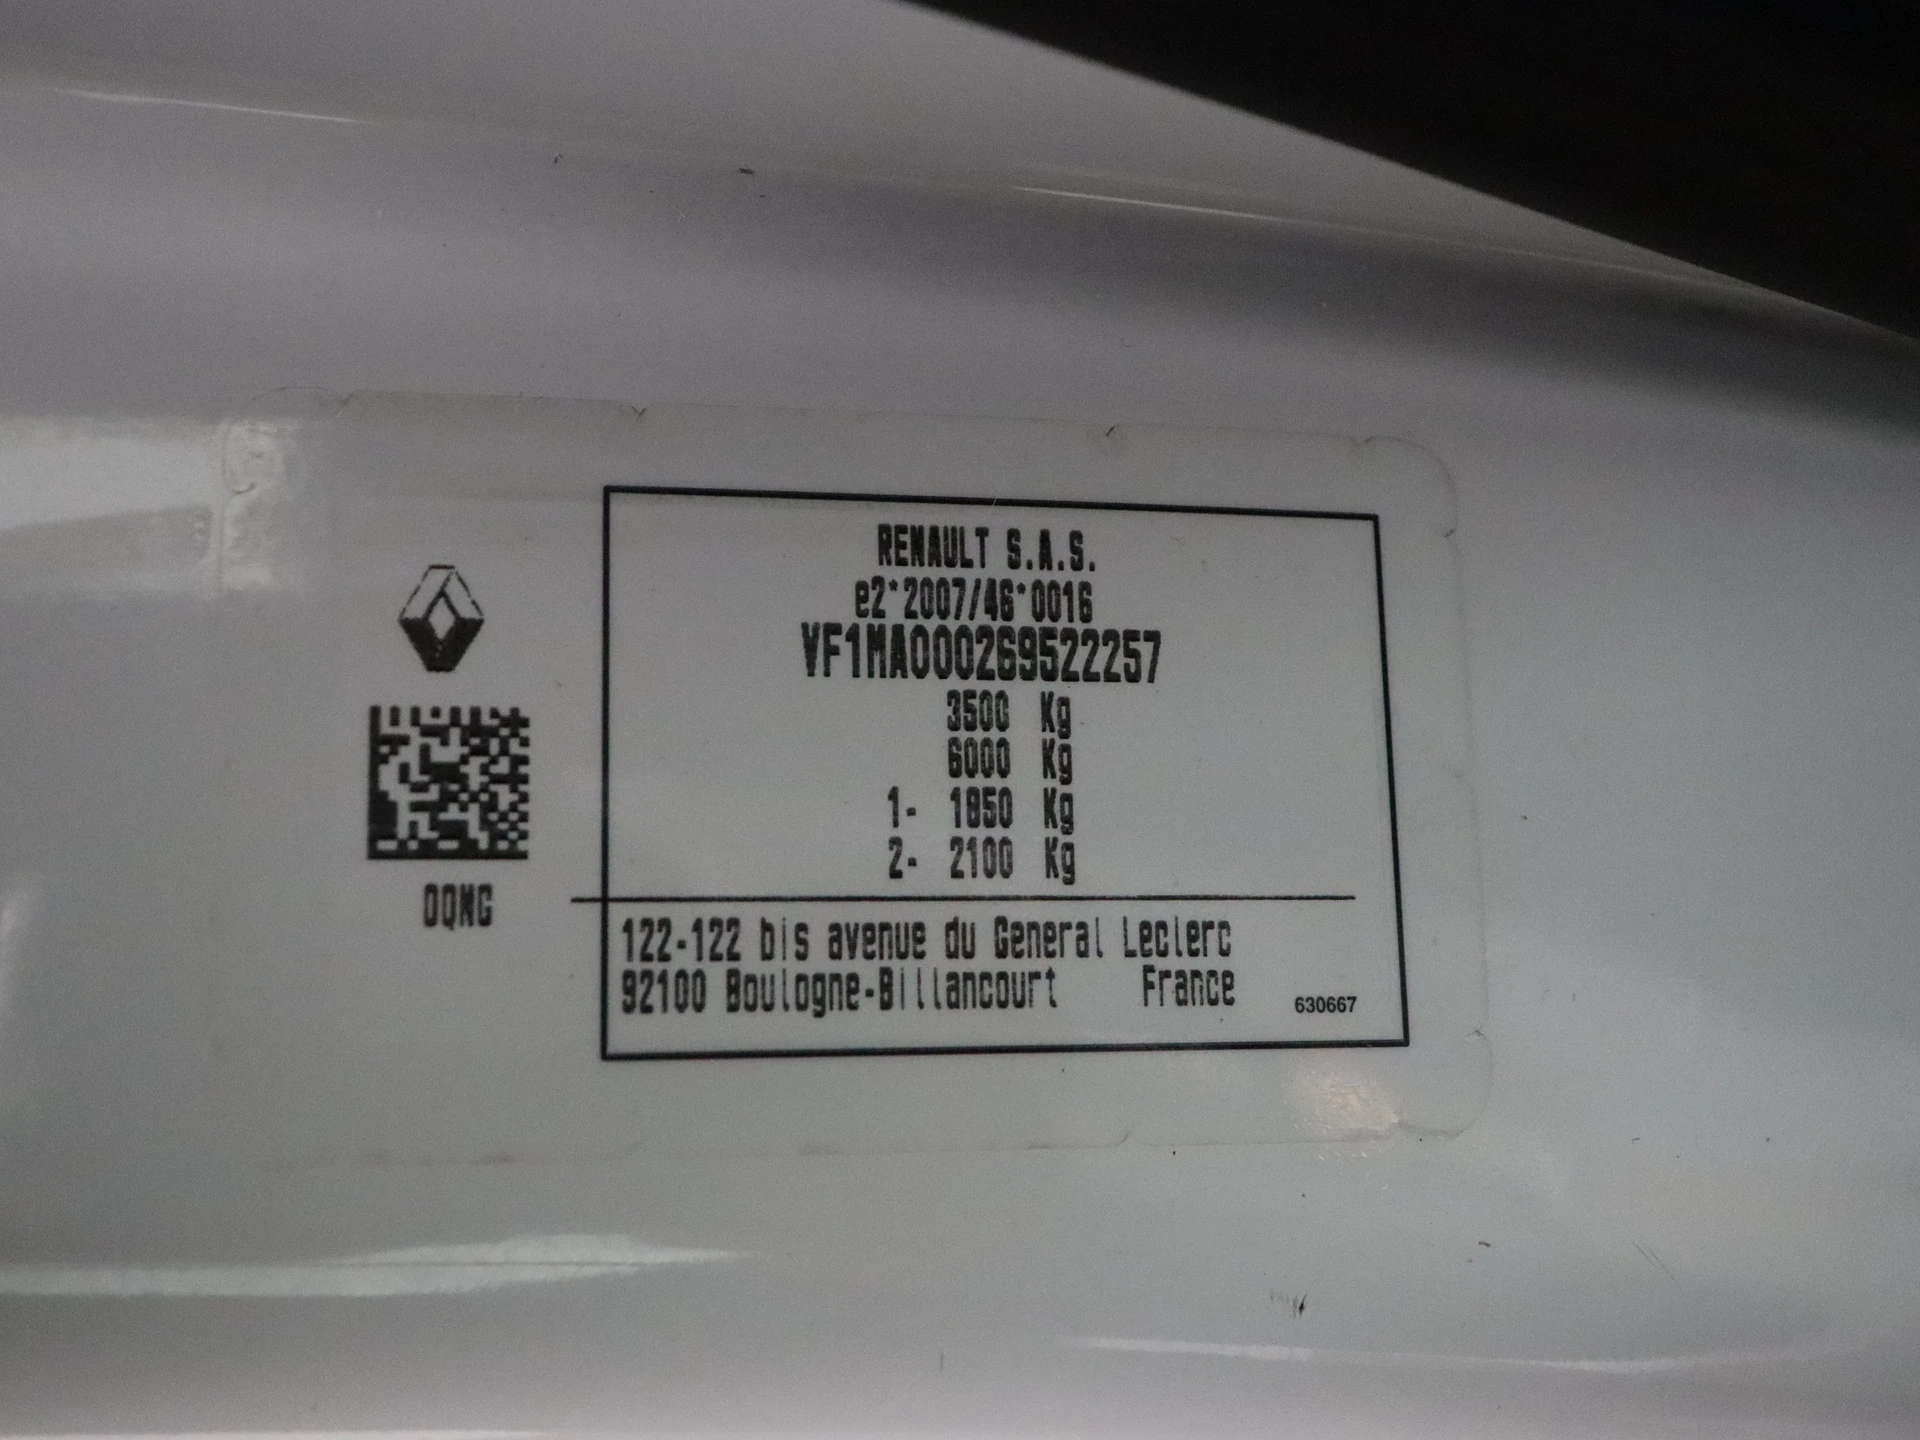 RENAULT S.A.S.
e2*2007/46*0016
VF1MA000269522257
3500 Kg
6000 Kg
1- 1850 Kg
2- 2100 Kg
0QMG
122-122 bis avenue du General Leclerc
92100 Boulogne-Billancourt France
630667